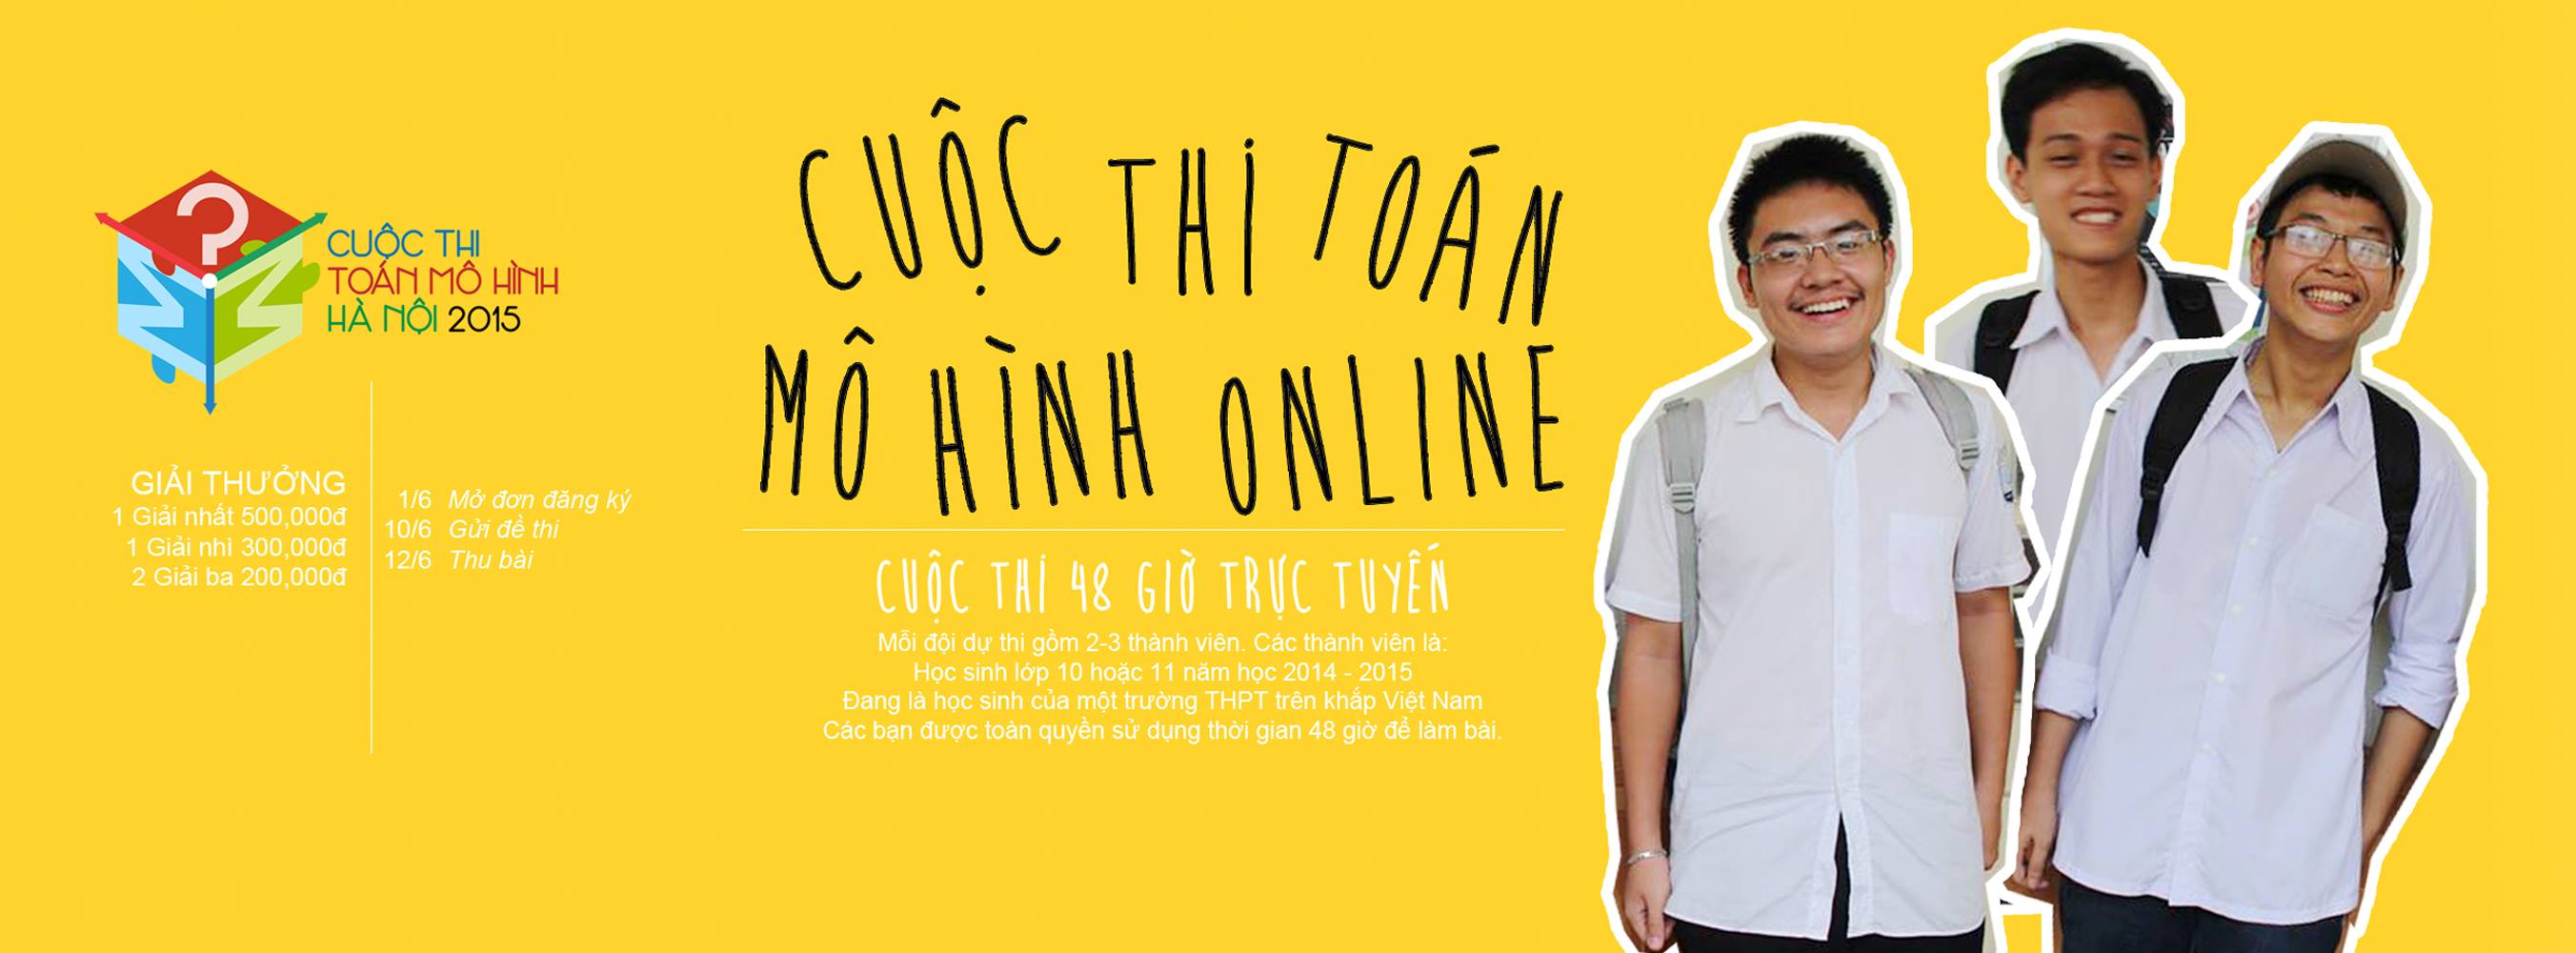 CUỘC THI
TOÁN MÔ HÌNH
HÀ NỘI 2015
GIẢI THƯỞNG
1 Giải nhất 500,000đ
1 Giải nhì 300,000đ
2 Giải ba 200,000đ
1/6 Mở đơn đăng ký
10/6 Gửi đề thi
12/6 Thu bài
CUỘC THI TOÁN
MÔ HÌNH ONLINE
CUỘC THI 48 GIỜ TRỰC TUYẾN
Mỗi đội dự thi gồm 2-3 thành viên. Các thành viên là:
Học sinh lớp 10 hoặc 11 năm học 2014 - 2015
Đang là học sinh của một trường THPT trên khắp Việt Nam
Các bạn được toàn quyền sử dụng thời gian 48 giờ để làm bài.